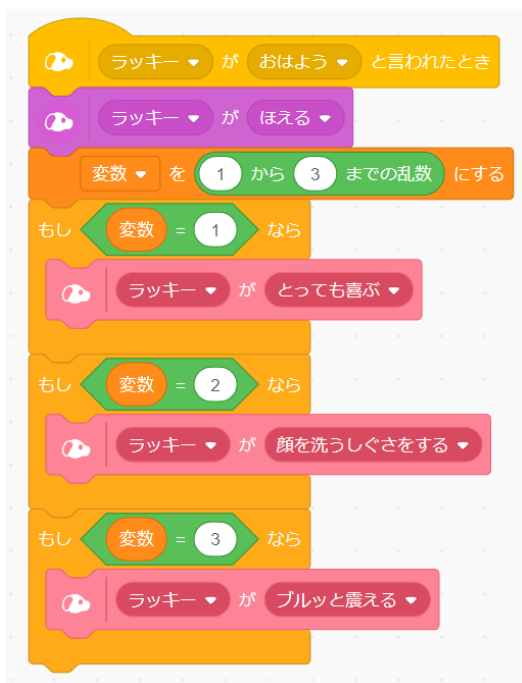 ラッキー が おはよう と言われたとき
ラッキー が ほえる
変数 を 1 から 3 までの乱数 にする
もし 変数 = 1 なら
ラッキー が とっても喜ぶ
もし 変数 = 2 なら
ラッキー が 顔を洗うしぐさをする
もし 変数 = 3 なら
ラッキー が ブルッと震える